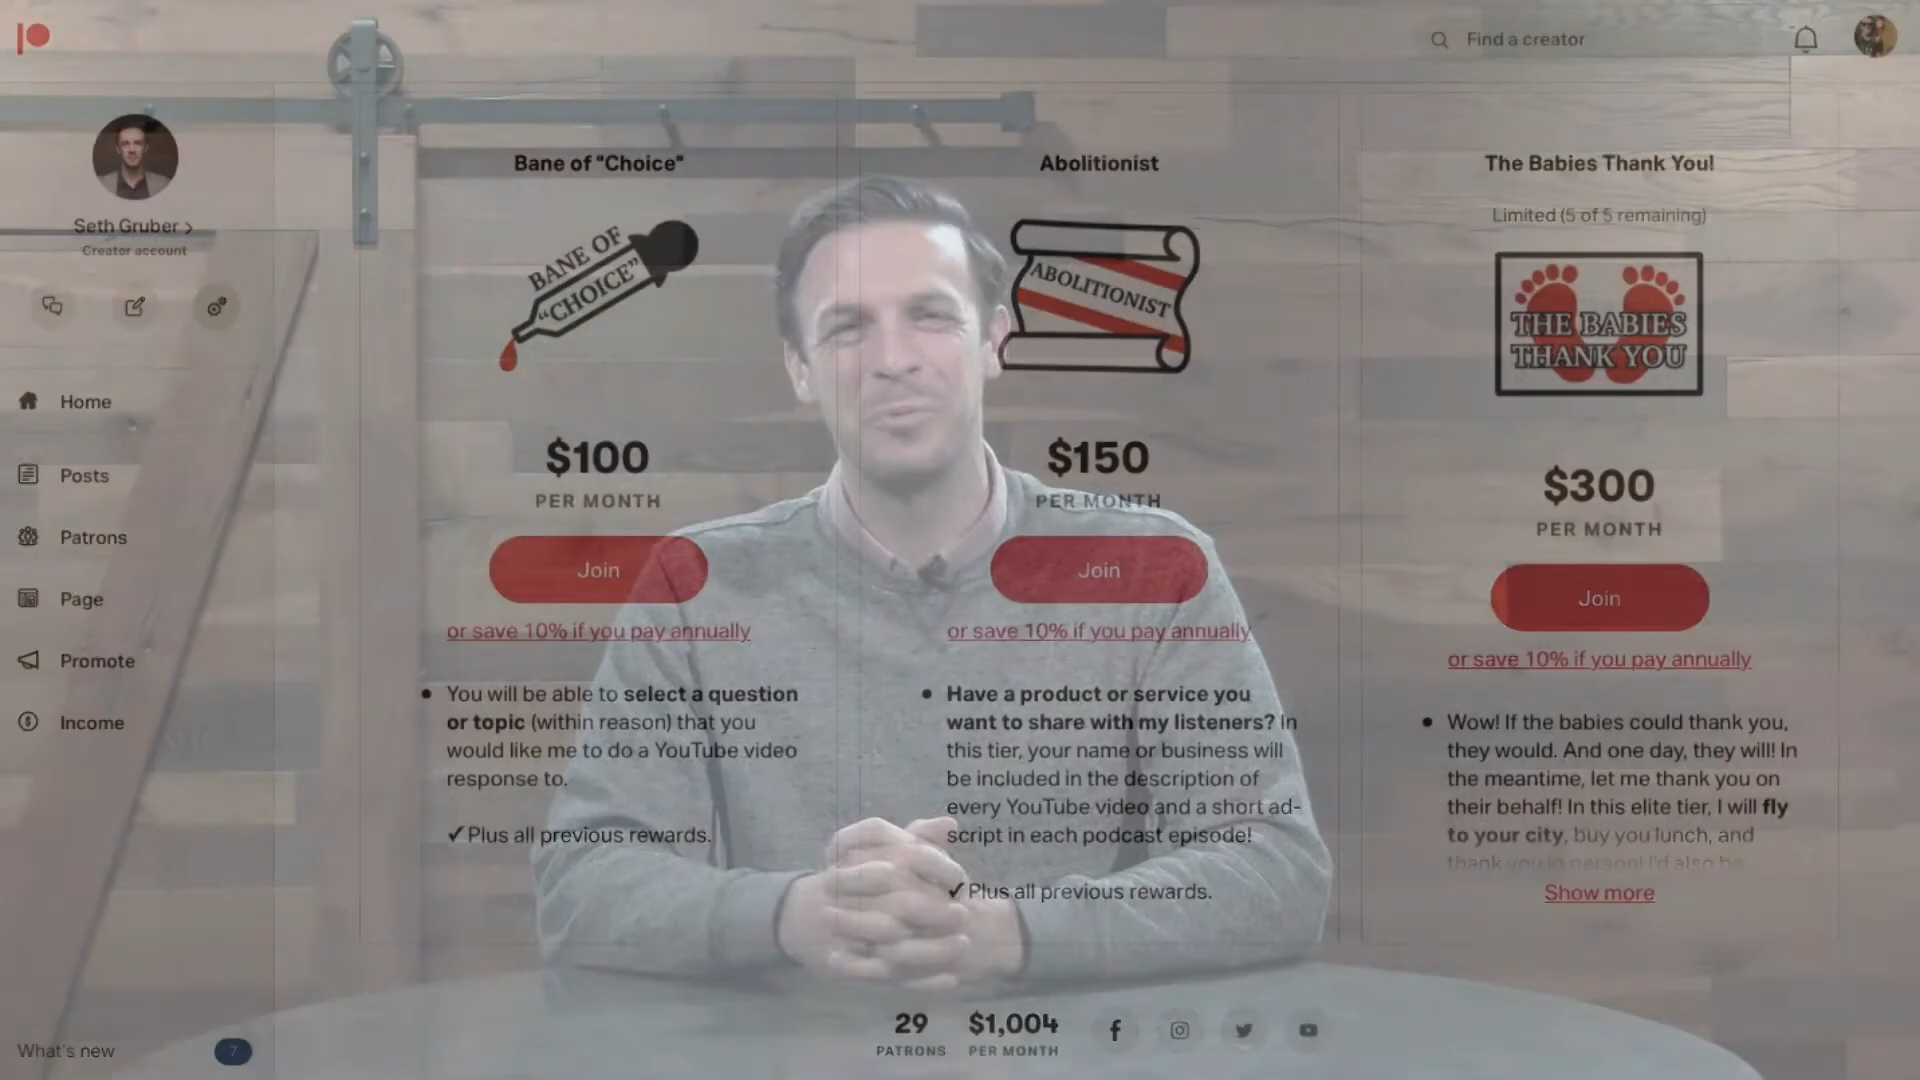 Find a creator
Seth Gruber
Creator account
Home
Posts
Patrons
Page
Promote
Income
What's new
7
Bane of "Choice"
BANE OF
"CHOICE"
$100
PER MONTH
Join
or save 10% if you pay annually
You will be able to select a question
or topic (within reason) that you
would like me to do a YouTube video
response to.
✓Plus all previous rewards.
Abolitionist
ABOLITIONIST
$150
PER MONTH
Join
or save 10% if you pay annually
Have a product or service you
want to share with my listeners? In
this tier, your name or business will
be included in the description of
every YouTube video and a short ad-
script in each podcast episode!
✓Plus all previous rewards.
The Babies Thank You!
Limited (5 of 5 remaining)
THE BABIES
THANK YOU
$300
PER MONTH
Join
or save 10% if you pay annually
Wow! If the babies could thank you,
they would. And one day, they will! In
the meantime, let me thank you on
their behalf! In this elite tier, I will fly
to your city, buy you lunch, and
thank you in person! I'd also be
Show more
29
PATRONS
$1,004
PER MONTH